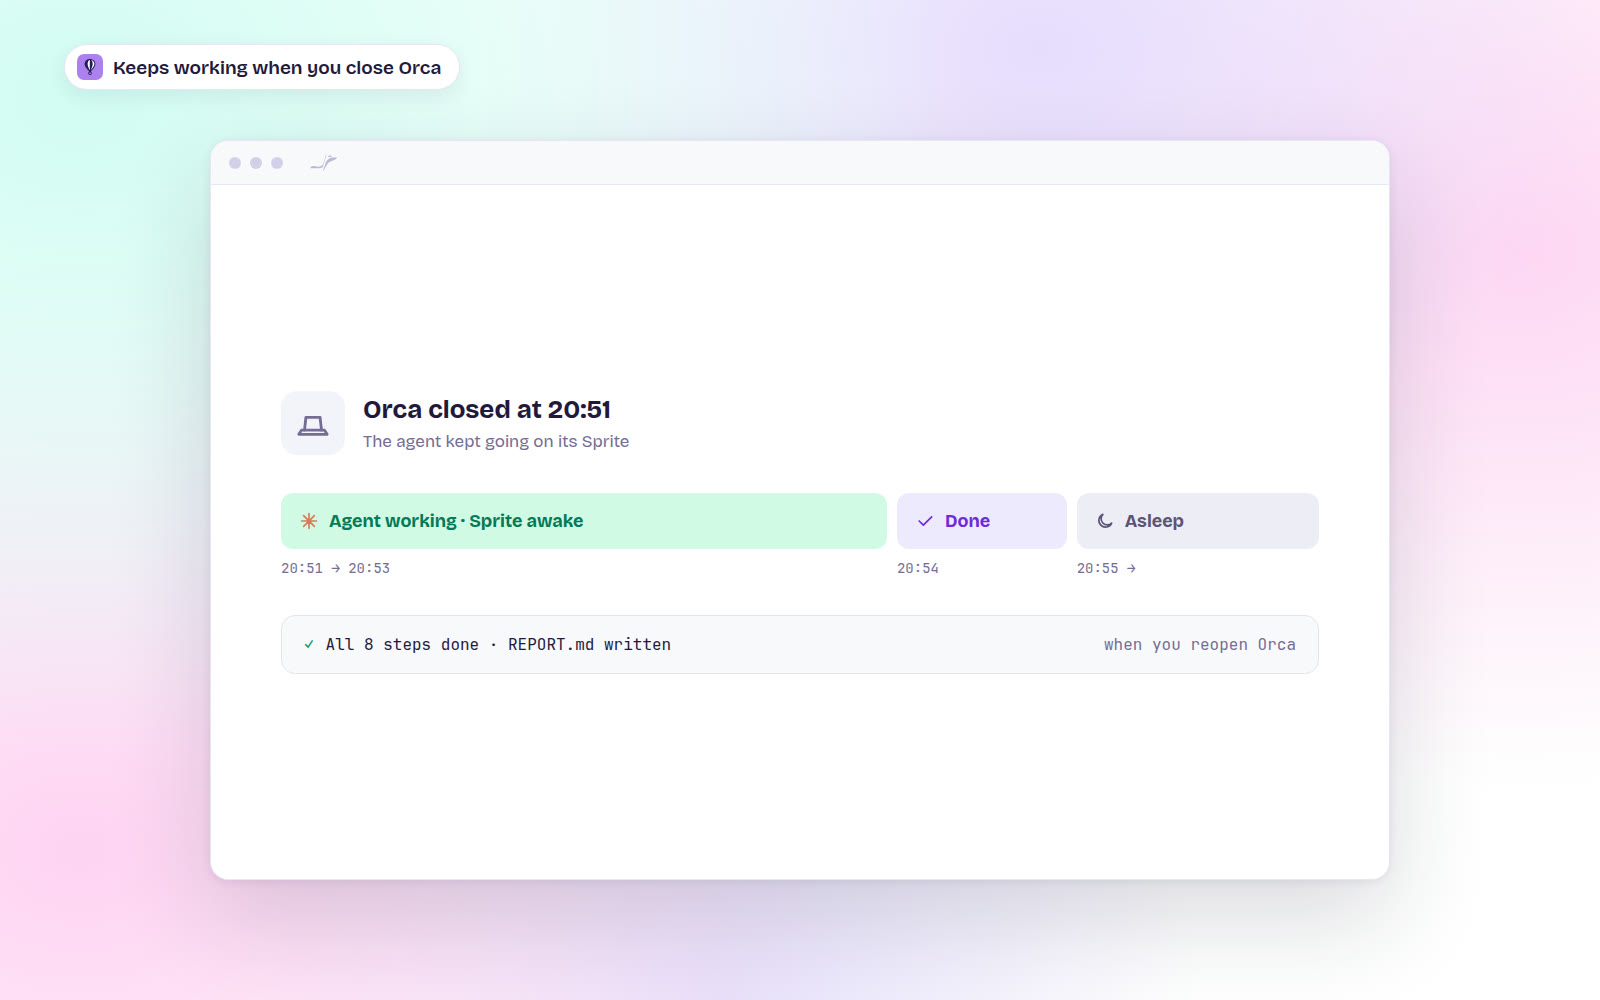 Keeps working when you close Orca
Orca closed at 20:51
The agent kept going on its Sprite
Agent working · Sprite awake
Done
Asleep
20:51 → 20:53
20:54
20:55 →
All 8 steps done · REPORT.md written
when you reopen Orca